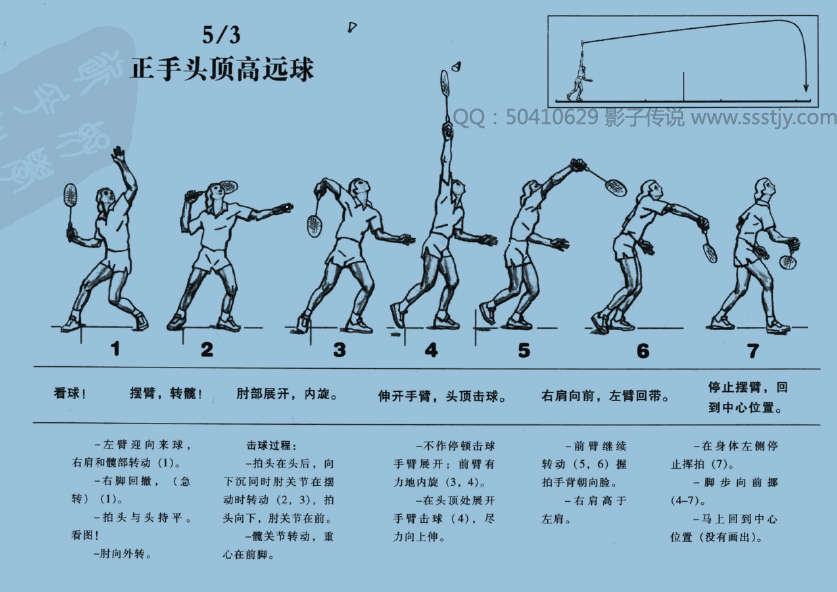 5/3
正手头顶高远球
QQ：50410629 影子传说 www.ssstjy.com
1 2 3 4 5 6 7
看球！
摆臂，转髋！
肘部展开，内旋。
伸开手臂，头顶击球。
右肩向前，左臂回带。
停止摆臂，回
到中心位置。
–左臂迎向来球，
右肩和髋部转动（1）。
–右脚回撤，（急
转）（1）。
–拍头与头持平。
看图！
–肘向外转。
击球过程：
–拍头在头后，向
下沉同时肘关节在摆
动时转动（2，3），拍
头向下，肘关节在前。
–髋关节转动，重
心在前脚。
–不作停顿击球
手臂展开；前臂有
力地内旋（3，4）。
–在头顶处展开
手臂击球（4），尽
力向上伸。
–前臂继续
转动（5，6）握
拍手背朝向脸。
–右肩高于
左肩。
–在身体左侧停
止挥拍（7）。
–脚步向前挪
（4–7）。
–马上回到中心
位置（没有画出）。